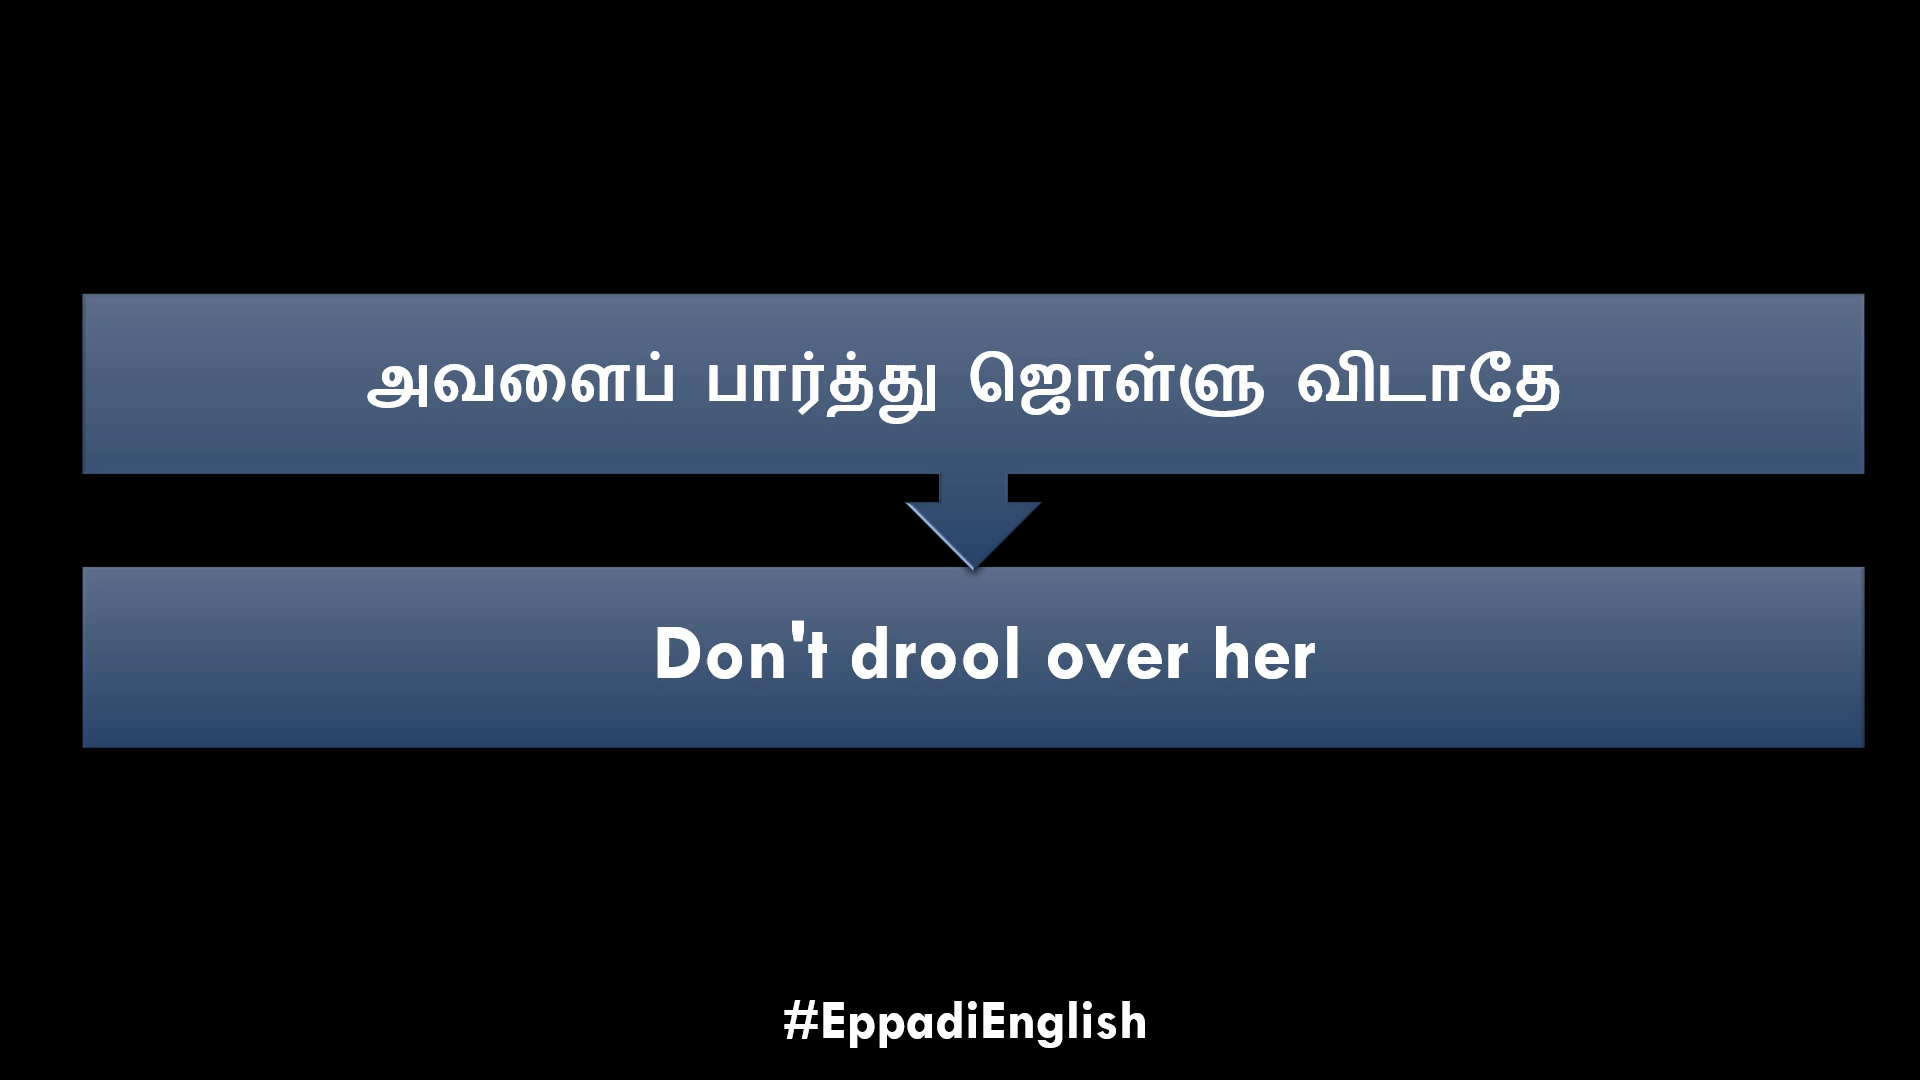 அவளைப் பார்த்து ஜொள்ளு விடாதே
Don't drool over her
#EppadiEnglish